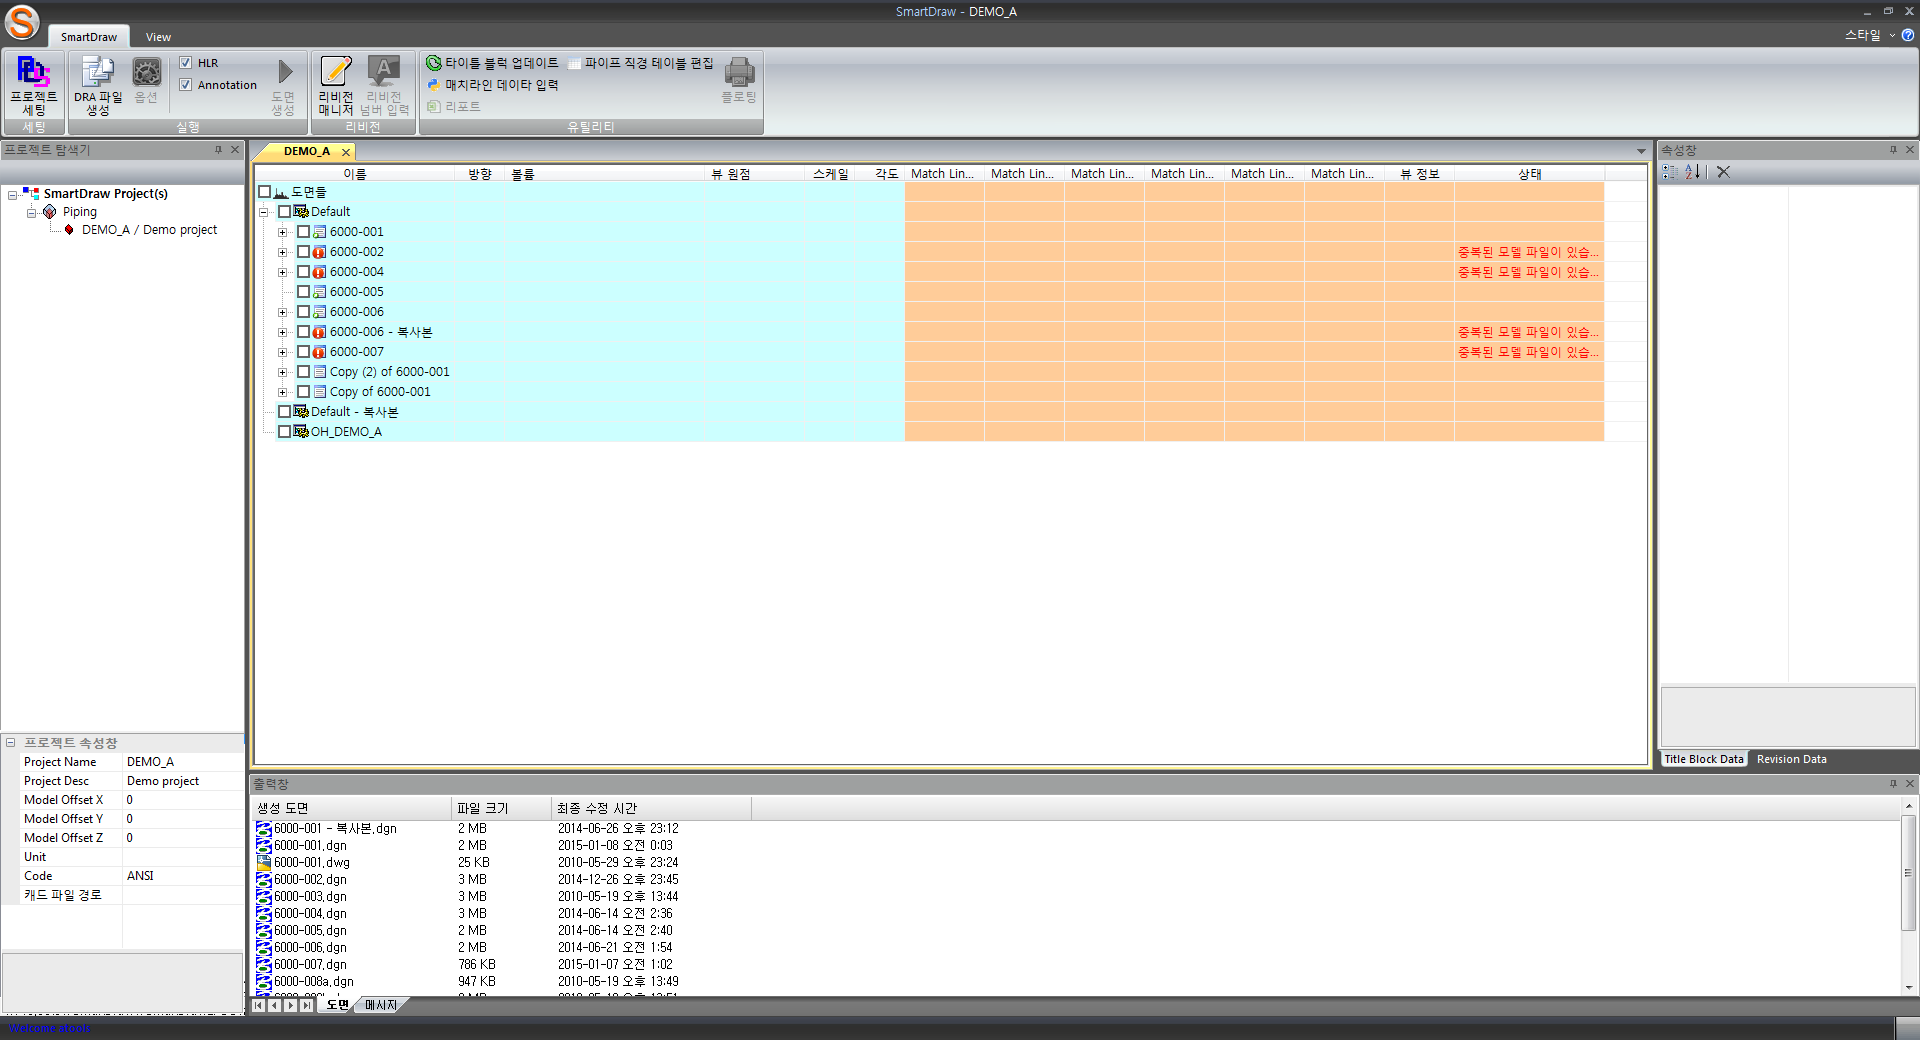 SmartDraw - DEMO_A
SmartDraw View 스타일
프로젝트 세팅
DRA 파일 생성
옵션
HLR
Annotation
도면 생성
리비전 매니저
리비전 넘버 입력
타이틀 블럭 업데이트
파이프 직경 테이블 편집
매치라인 데이타 입력
리포트
플로팅
세팅 실행 리비전 유틸리티
프로젝트 탐색기
SmartDraw Project(s)
Piping
DEMO_A / Demo project
프로젝트 속성창
Project Name DEMO_A
Project Desc Demo project
Model Offset X 0
Model Offset Y 0
Model Offset Z 0
Unit
Code ANSI
캐드 파일 경로
DEMO_A
이름 방향 볼륨 뷰 원점 스케일 각도 Match Lin... Match Lin... Match Lin... Match Lin... Match Lin... Match Lin... 뷰 정보 상태
도면들
Default
6000-001
6000-002 중복된 모델 파일이 있습...
6000-004 중복된 모델 파일이 있습...
6000-005
6000-006
6000-006 - 복사본 중복된 모델 파일이 있습...
6000-007 중복된 모델 파일이 있습...
Copy (2) of 6000-001
Copy of 6000-001
Default - 복사본
OH_DEMO_A
속성창
Title Block Data Revision Data
출력창
생성 도면 파일 크기 최종 수정 시간
6000-001 - 복사본.dgn 2 MB 2014-06-26 오후 23:12
6000-001.dgn 2 MB 2015-01-08 오전 0:03
6000-001.dwg 25 KB 2010-05-29 오후 23:24
6000-002.dgn 3 MB 2014-12-26 오후 23:45
6000-003.dgn 3 MB 2010-05-19 오후 13:44
6000-004.dgn 3 MB 2014-06-14 오전 2:36
6000-005.dgn 2 MB 2014-06-14 오전 2:40
6000-006.dgn 2 MB 2014-06-21 오전 1:54
6000-007.dgn 786 KB 2015-01-07 오전 1:02
6000-008a.dgn 947 KB 2010-05-19 오후 13:49
도면 메시지
Welcome atools